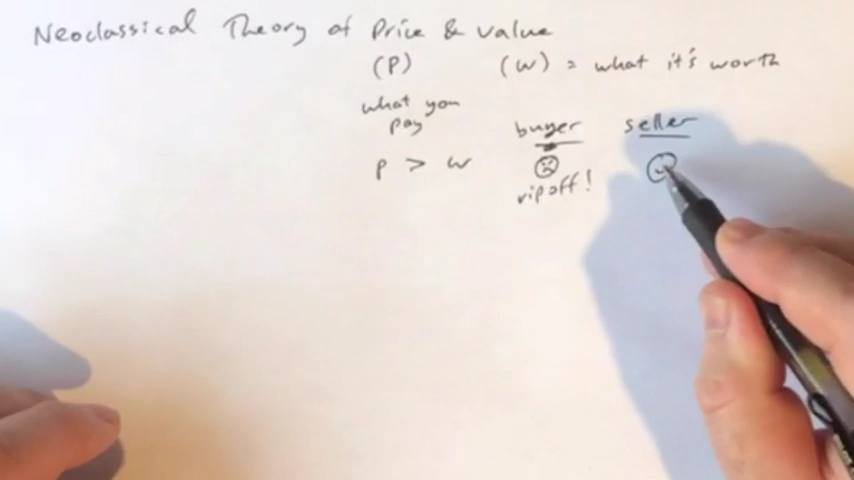 Neoclassical Theory of Price & value
(P) (w) = what it's worth
what you
pay
buyer seller
P > w
ripoff!